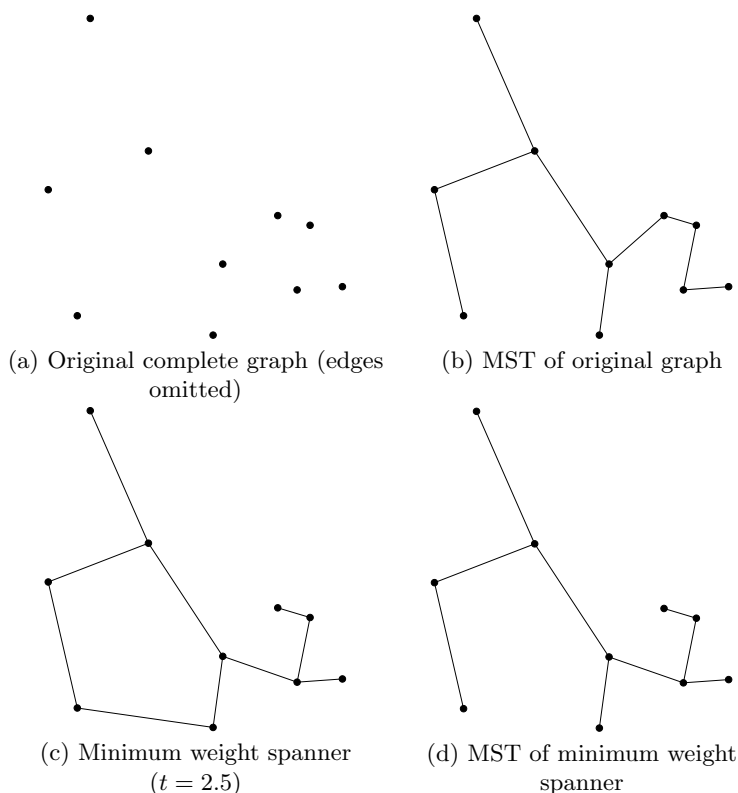 (a) Original complete graph (edges
omitted)
(b) MST of original graph
(c) Minimum weight spanner
(t = 2.5)
(d) MST of minimum weight
spanner